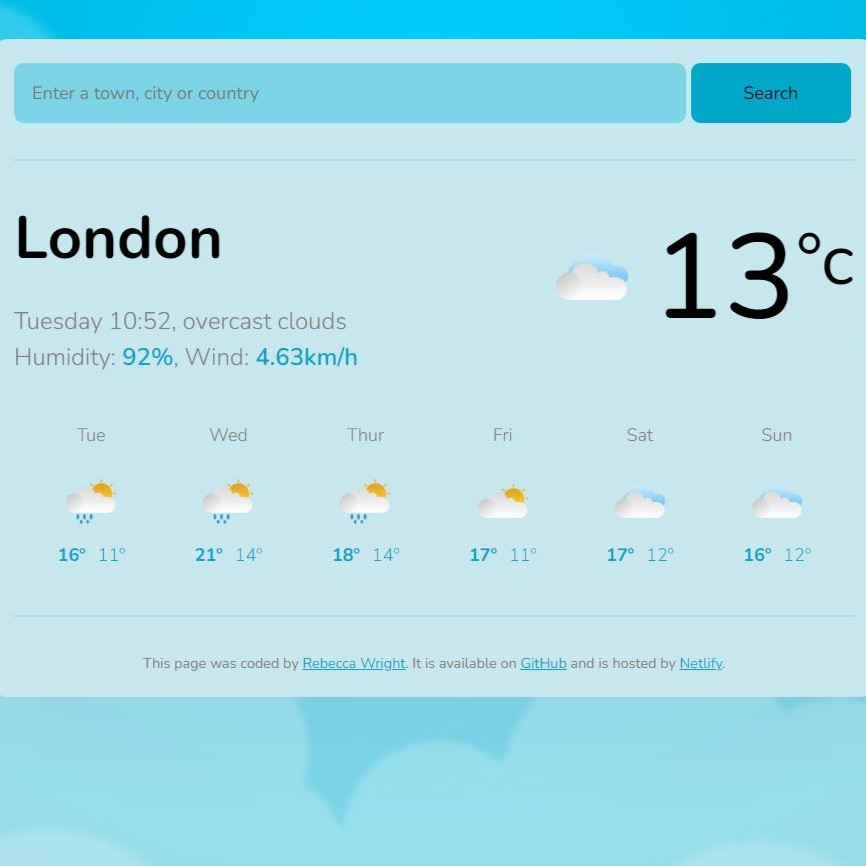 Enter a town, city or country
Search
London
13°C
Tuesday 10:52, overcast clouds
Humidity: 92%, Wind: 4.63km/h
Tue Wed Thur Fri Sat Sun
16° 11° 21° 14° 18° 14° 17° 11° 17° 12° 16° 12°
This page was coded by Rebecca Wright. It is available on GitHub and is hosted by Netlify.